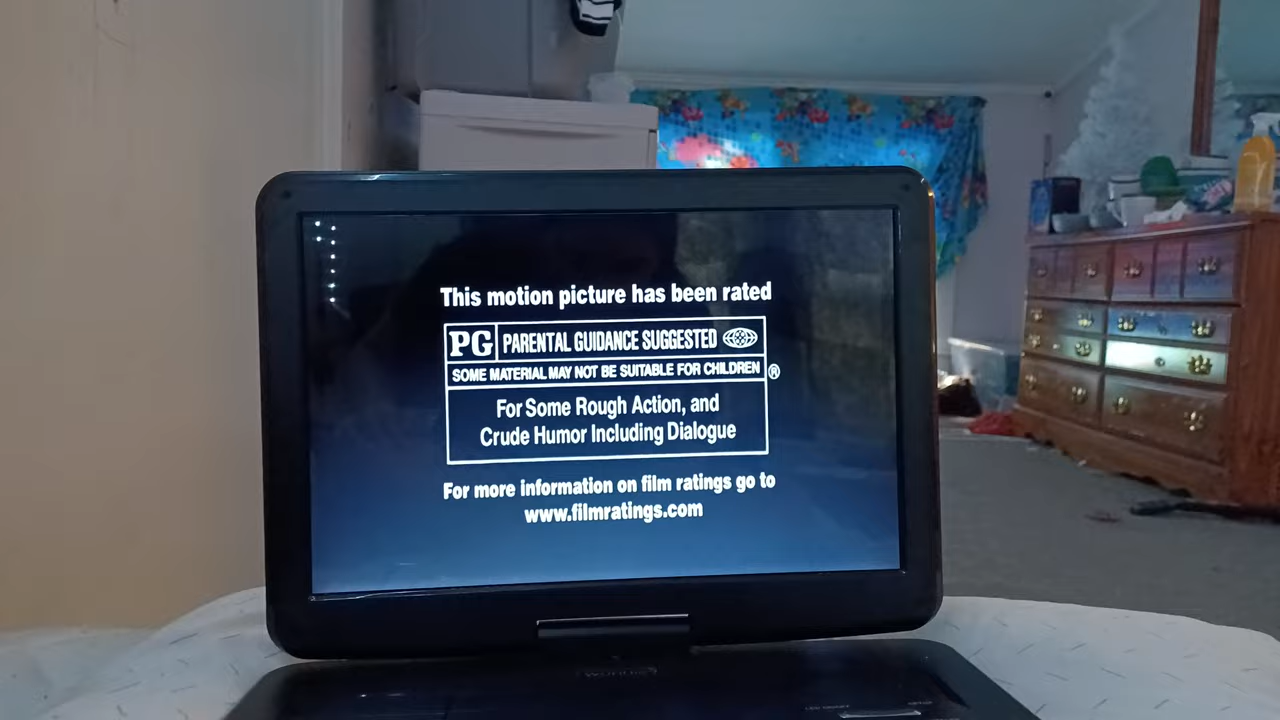 This motion picture has been rated
PG PARENTAL GUIDANCE SUGGESTED
SOME MATERIAL MAY NOT BE SUITABLE FOR CHILDREN ®
For Some Rough Action, and
Crude Humor Including Dialogue
For more information on film ratings go to
www.filmratings.com